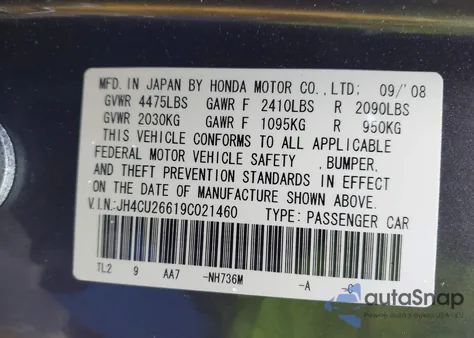 MFD. IN JAPAN BY HONDA MOTOR CO., LTD: 09/'08
GVWR 4475LBS GAWR F 2410LBS R 2090LBS
GVWR 2030KG GAWR F 1095KG R 950KG
THIS VEHICLE CONFORMS TO ALL APPLICABLE
FEDERAL MOTOR VEHICLE SAFETY ,BUMPER,
AND THEFT PREVENTION STANDARDS IN EFFECT
ON THE DATE OF MANUFACTURE SHOWN ABOVE.
V.I.N:JH4CU26619C021460 TYPE: PASSENGER CAR
TL2 9 AA7 -NH736M -A -C
autoSnap